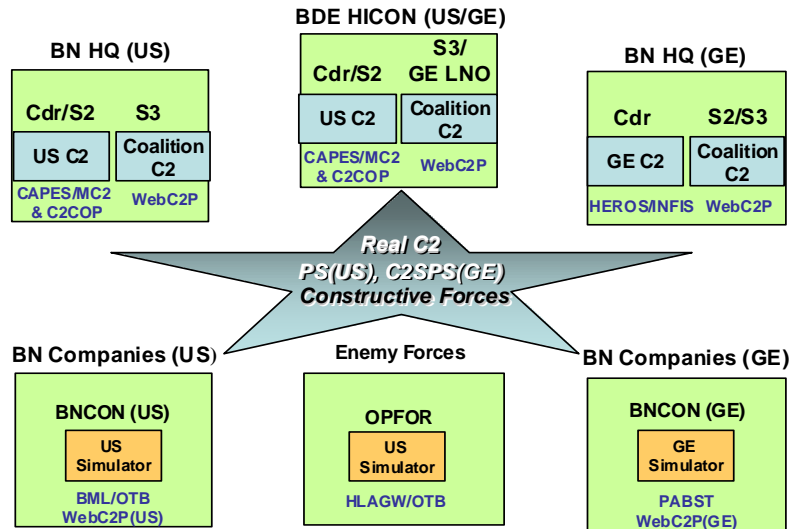 BDE HICON (US/GE)
BN HQ (US)
BN HQ (GE)
Cdr/S2
S3
US C2
Coalition
C2
CAPES/MC2
& C2COP
WebC2P
Cdr/S2
S3/
GE LNO
US C2
Coalition
C2
CAPES/MC2
& C2COP
WebC2P
Cdr
S2/S3
GE C2
Coalition
C2
HEROS/INFIS
WebC2P
Real C2
PS(US), C2SPS(GE)
Constructive Forces
BN Companies (US)
Enemy Forces
BN Companies (GE)
BNCON (US)
US
Simulator
BML/OTB
WebC2P(US)
OPFOR
US
Simulator
HLAGW/OTB
BNCON (GE)
GE
Simulator
PABST
WebC2P(GE)